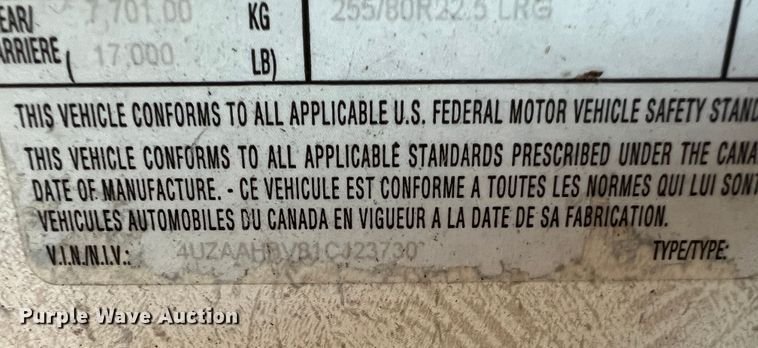 EAR/ 7,701.00 KG 255/80R22.5 LRG
ARRIERE ( 17,000 LB)
THIS VEHICLE CONFORMS TO ALL APPLICABLE U.S. FEDERAL MOTOR VEHICLE SAFETY STAND
THIS VEHICLE CONFORMS TO ALL APPLICABLE STANDARDS PRESCRIBED UNDER THE CANA
DATE OF MANUFACTURE. - CE VEHICULE EST CONFORME A TOUTES LES NORMES QUI LUI SONT
VEHICULES AUTOMOBILES DU CANADA EN VIGUEUR A LA DATE DE SA FABRICATION.
V.I.N./N.I.V.: TYPE/TYPE:
Purple Wave Auction